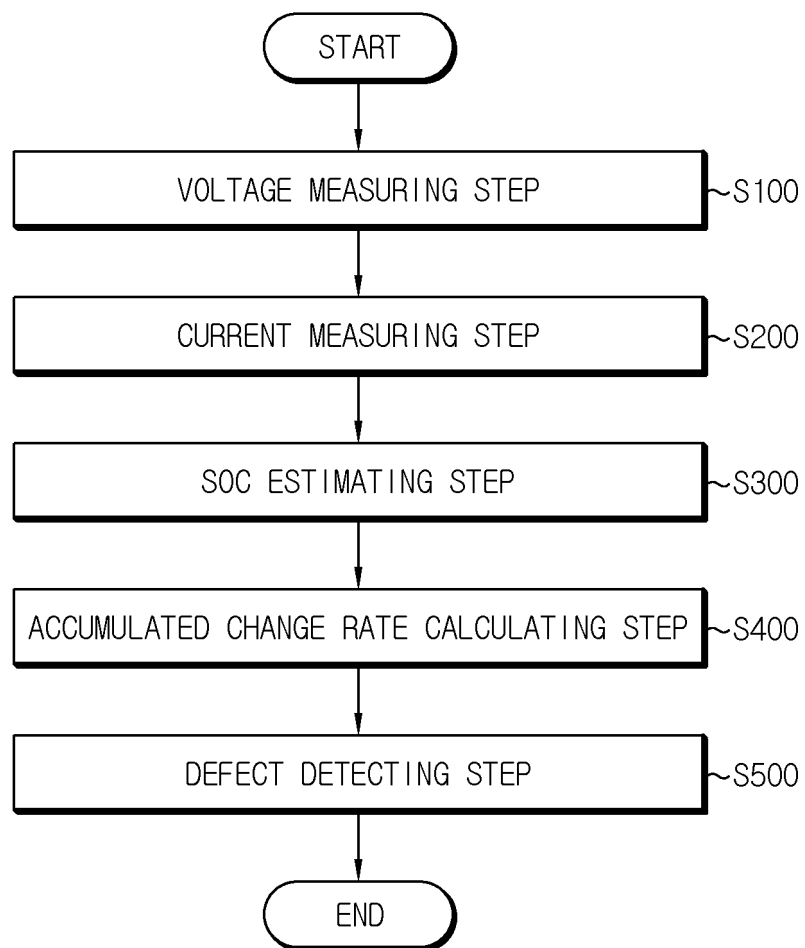 START
VOLTAGE MEASURING STEP
~S100
CURRENT MEASURING STEP
~S200
SOC ESTIMATING STEP
~S300
ACCUMULATED CHANGE RATE CALCULATING STEP
~S400
DEFECT DETECTING STEP
~S500
END